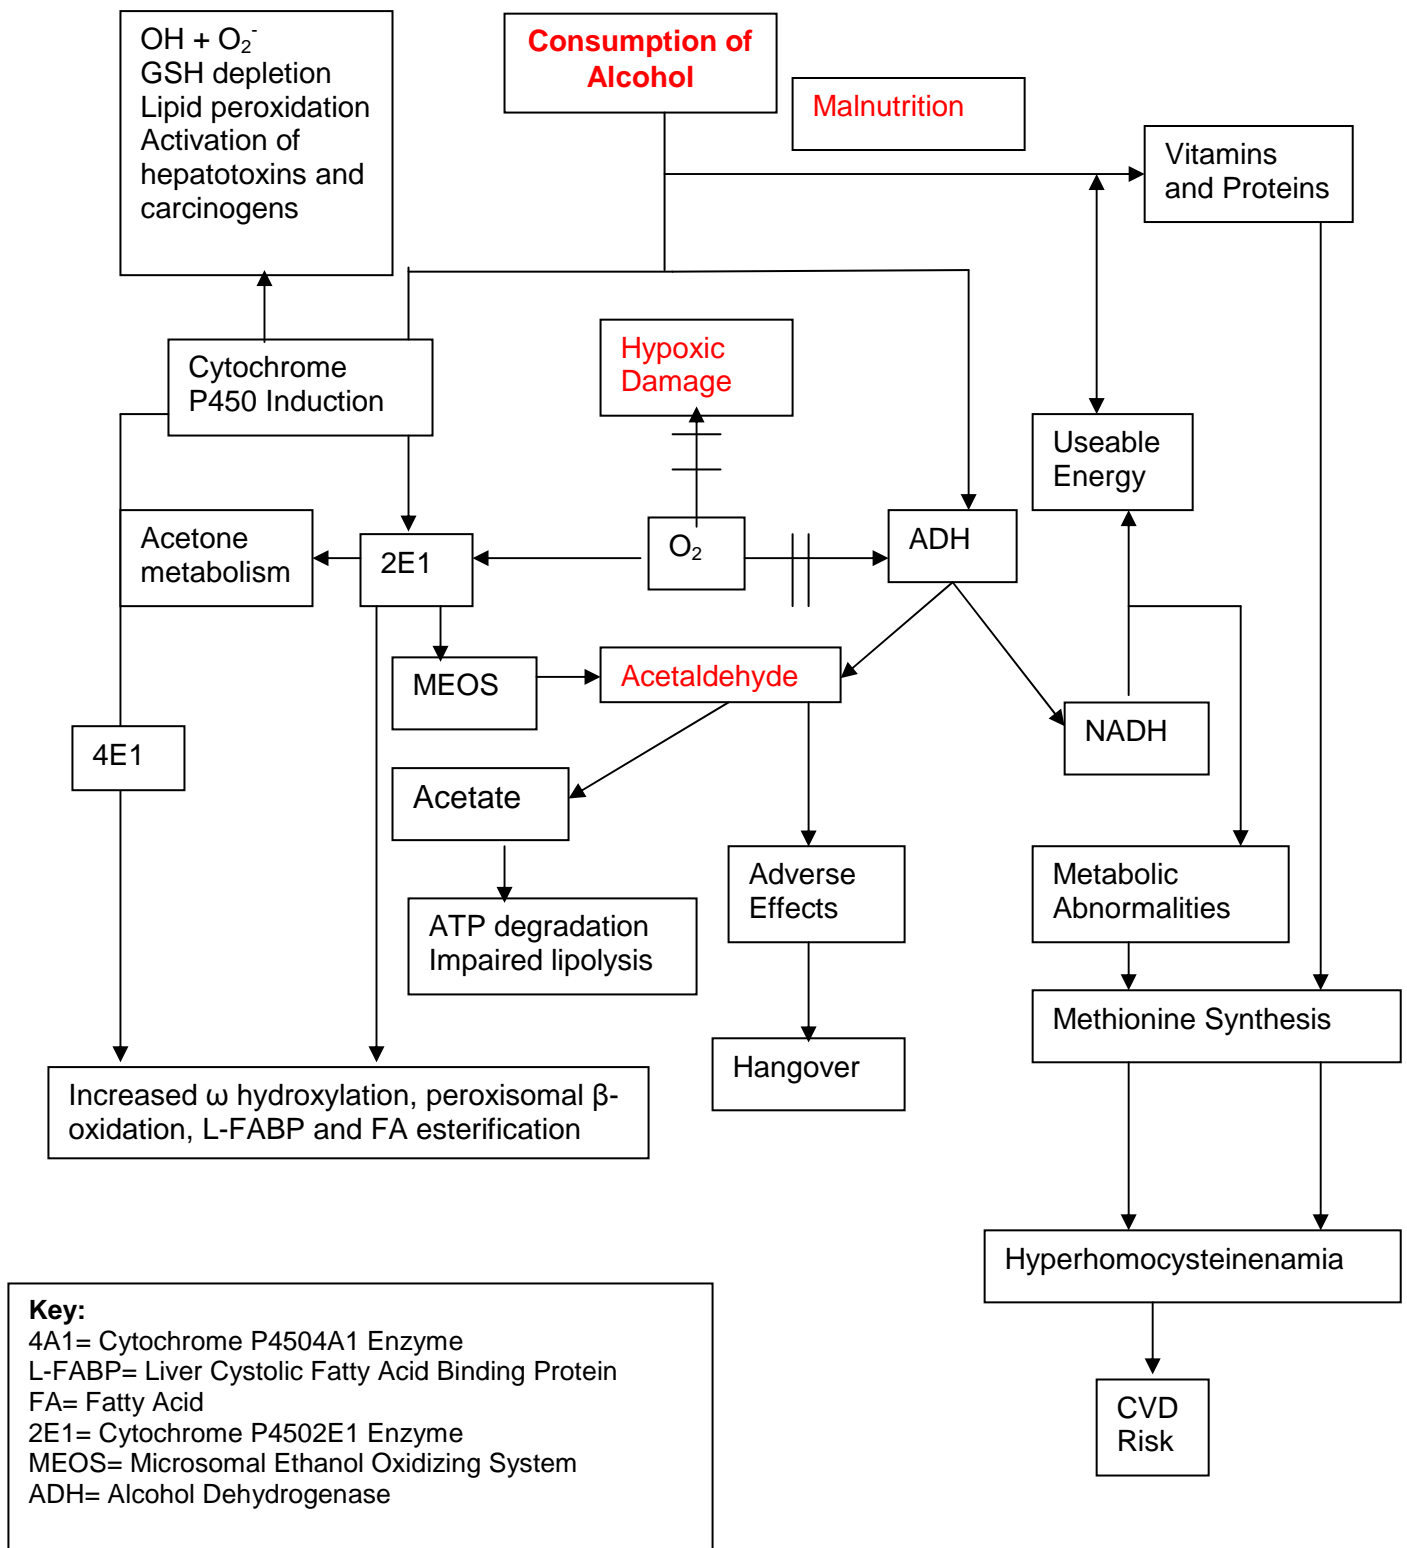 OH + O₂⁻
GSH depletion
Lipid peroxidation
Activation of
hepatotoxins and
carcinogens
Consumption of
Alcohol
Malnutrition
Vitamins
and Proteins
Cytochrome
P450 Induction
Hypoxic
Damage
Useable
Energy
Acetone
metabolism
2E1
O₂
ADH
MEOS
Acetaldehyde
NADH
4E1
Acetate
Adverse
Effects
Metabolic
Abnormalities
ATP degradation
Impaired lipolysis
Methionine Synthesis
Hangover
Increased ω hydroxylation, peroxisomal β-
oxidation, L-FABP and FA esterification
Hyperhomocysteinenamia
CVD
Risk
Key:
4A1= Cytochrome P4504A1 Enzyme
L-FABP= Liver Cystolic Fatty Acid Binding Protein
FA= Fatty Acid
2E1= Cytochrome P4502E1 Enzyme
MEOS= Microsomal Ethanol Oxidizing System
ADH= Alcohol Dehydrogenase